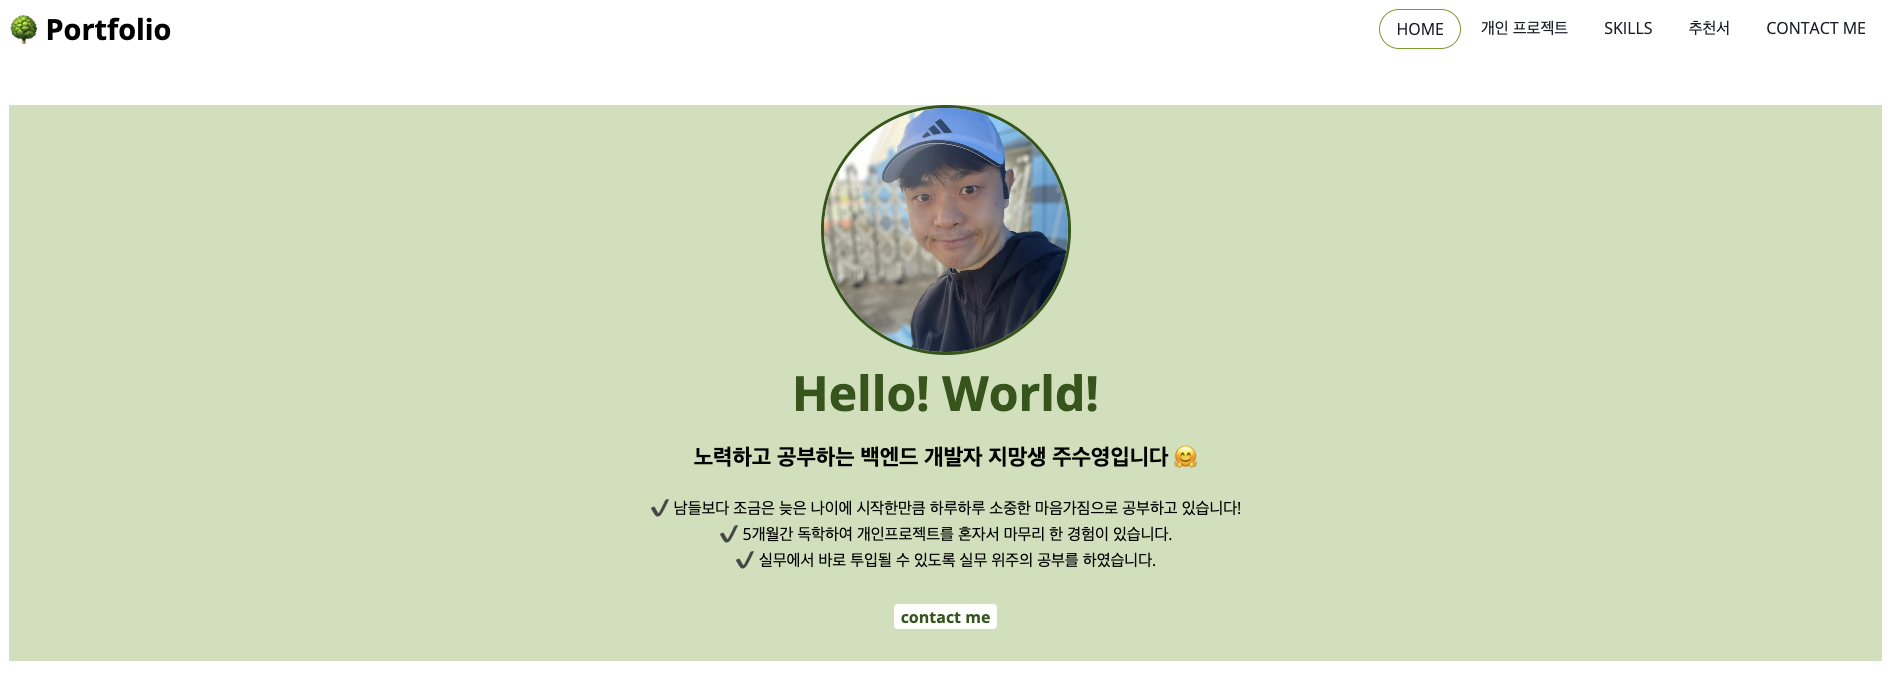 🌳 Portfolio
HOME 개인 프로젝트 SKILLS 추천서 CONTACT ME
Hello! World!
노력하고 공부하는 백엔드 개발자 지망생 주수영입니다 🤗
✔ 남들보다 조금은 늦은 나이에 시작한만큼 하루하루 소중한 마음가짐으로 공부하고 있습니다!
✔ 5개월간 독학하여 개인프로젝트를 혼자서 마무리 한 경험이 있습니다.
✔ 실무에서 바로 투입될 수 있도록 실무 위주의 공부를 하였습니다.
contact me